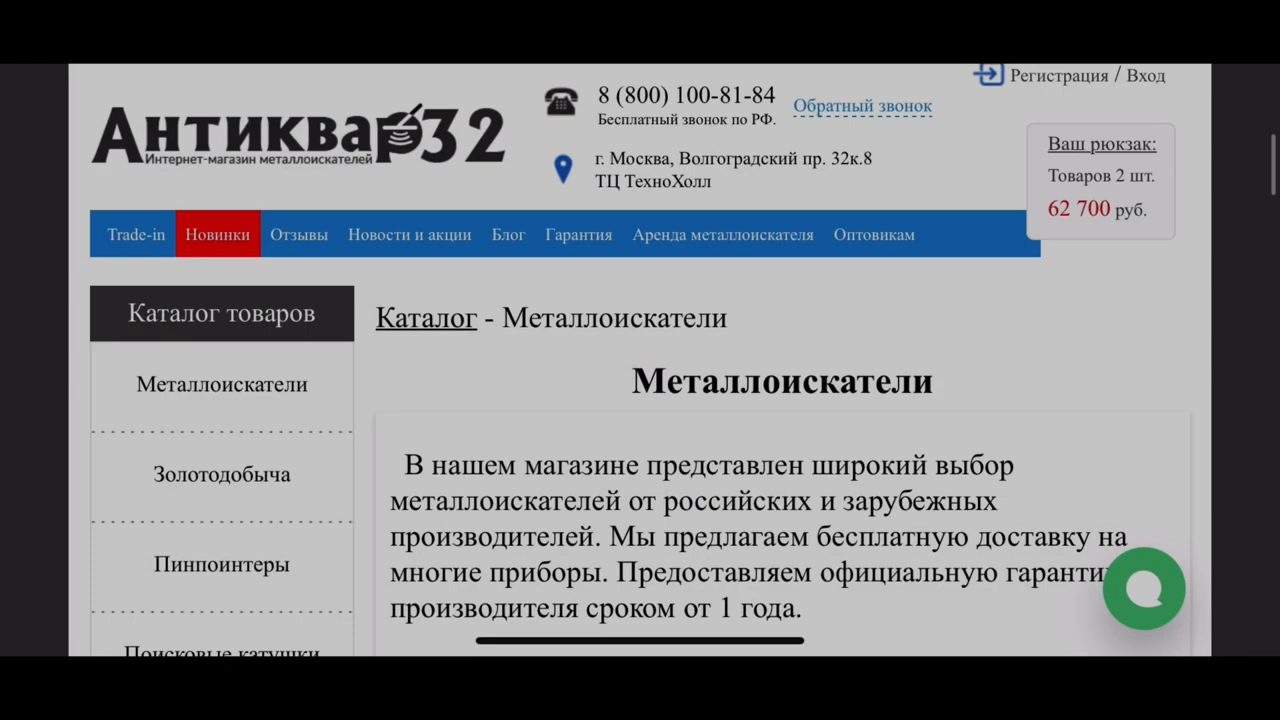 Регистрация / Вход
Антиквар32
Интернет-магазин металлоискателей
8 (800) 100-81-84
Бесплатный звонок по РФ.
Обратный звонок
г. Москва, Волгоградский пр. 32к.8
ТЦ ТехноХолл
Ваш рюкзак:
Товаров 2 шт.
62 700 руб.
Trade-in Новинки Отзывы Новости и акции Блог Гарантия Аренда металлоискателя Оптовикам
Каталог товаров
Металлоискатели
Золотодобыча
Пинпоинтеры
Поисковые катушки
Каталог - Металлоискатели
Металлоискатели
В нашем магазине представлен широкий выбор
металлоискателей от российских и зарубежных
производителей. Мы предлагаем бесплатную доставку на
многие приборы. Предоставляем официальную гарантию
производителя сроком от 1 года.